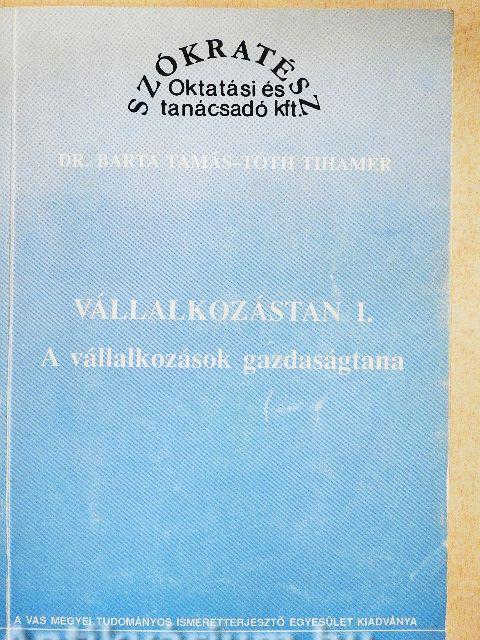 SZÓKRATÉSZ
Oktatási és
tanácsadó kft.
DR. BARTA TAMÁS–TÓTH TIHAMÉR
VÁLLALKOZÁSTAN I.
A vállalkozások gazdaságtana
A VAS MEGYEI TUDOMÁNYOS ISMERETTERJESZTŐ EGYESÜLET KIADVÁNYA